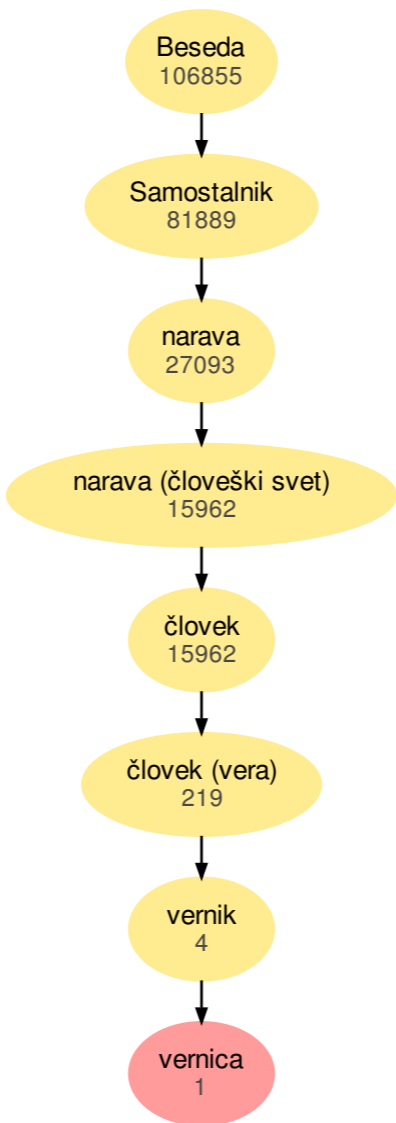 Beseda
106855
Samostalnik
81889
narava
27093
narava (človeški svet)
15962
človek
15962
človek (vera)
219
vernik
4
vernica
1